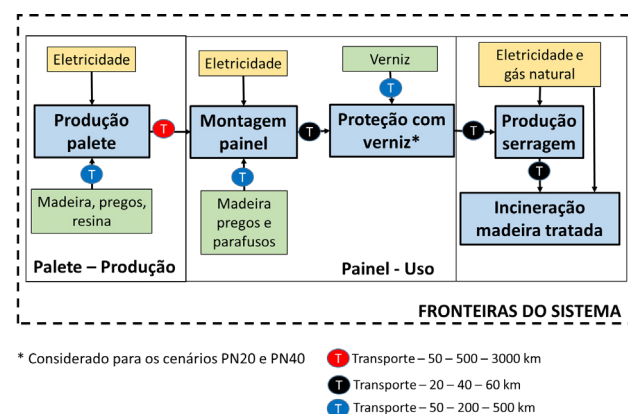 Eletricidade
Produção
palete
T
T
Madeira, pregos,
resina
Palete – Produção
Eletricidade
Montagem
painel
T
T
Madeira
pregos e
parafusos
Verniz
T
Proteção com
verniz*
T
Painel - Uso
Eletricidade e
gás natural
Produção
serragem
T
Incineração
madeira tratada
FRONTEIRAS DO SISTEMA
* Considerado para os cenários PN20 e PN40
T Transporte – 50 – 500 – 3000 km
T Transporte – 20 – 40 – 60 km
T Transporte – 50 – 200 – 500 km